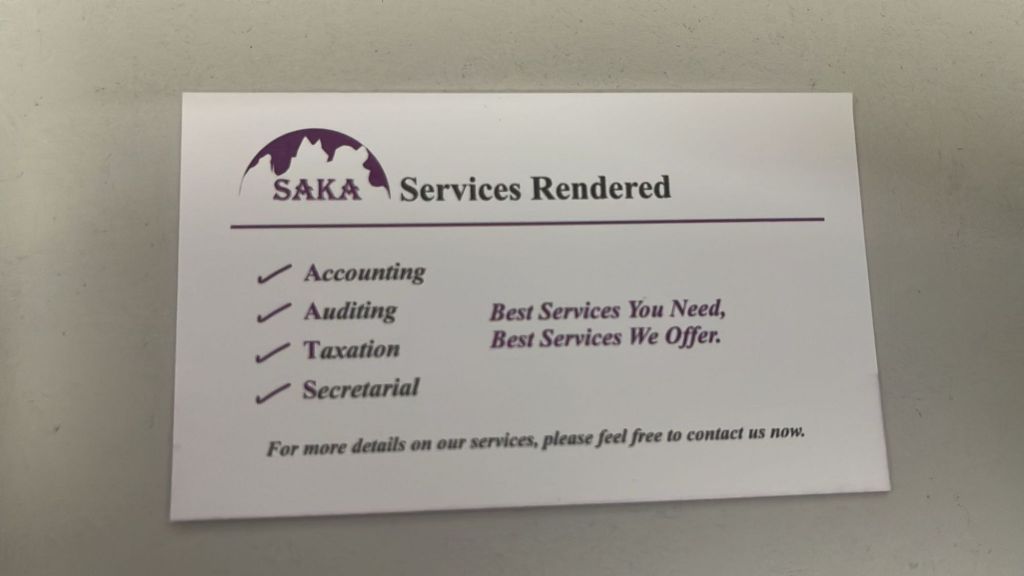 SAKA Services Rendered
Accounting
Auditing
Taxation
Secretarial
Best Services You Need,
Best Services We Offer.
For more details on our services, please feel free to contact us now.